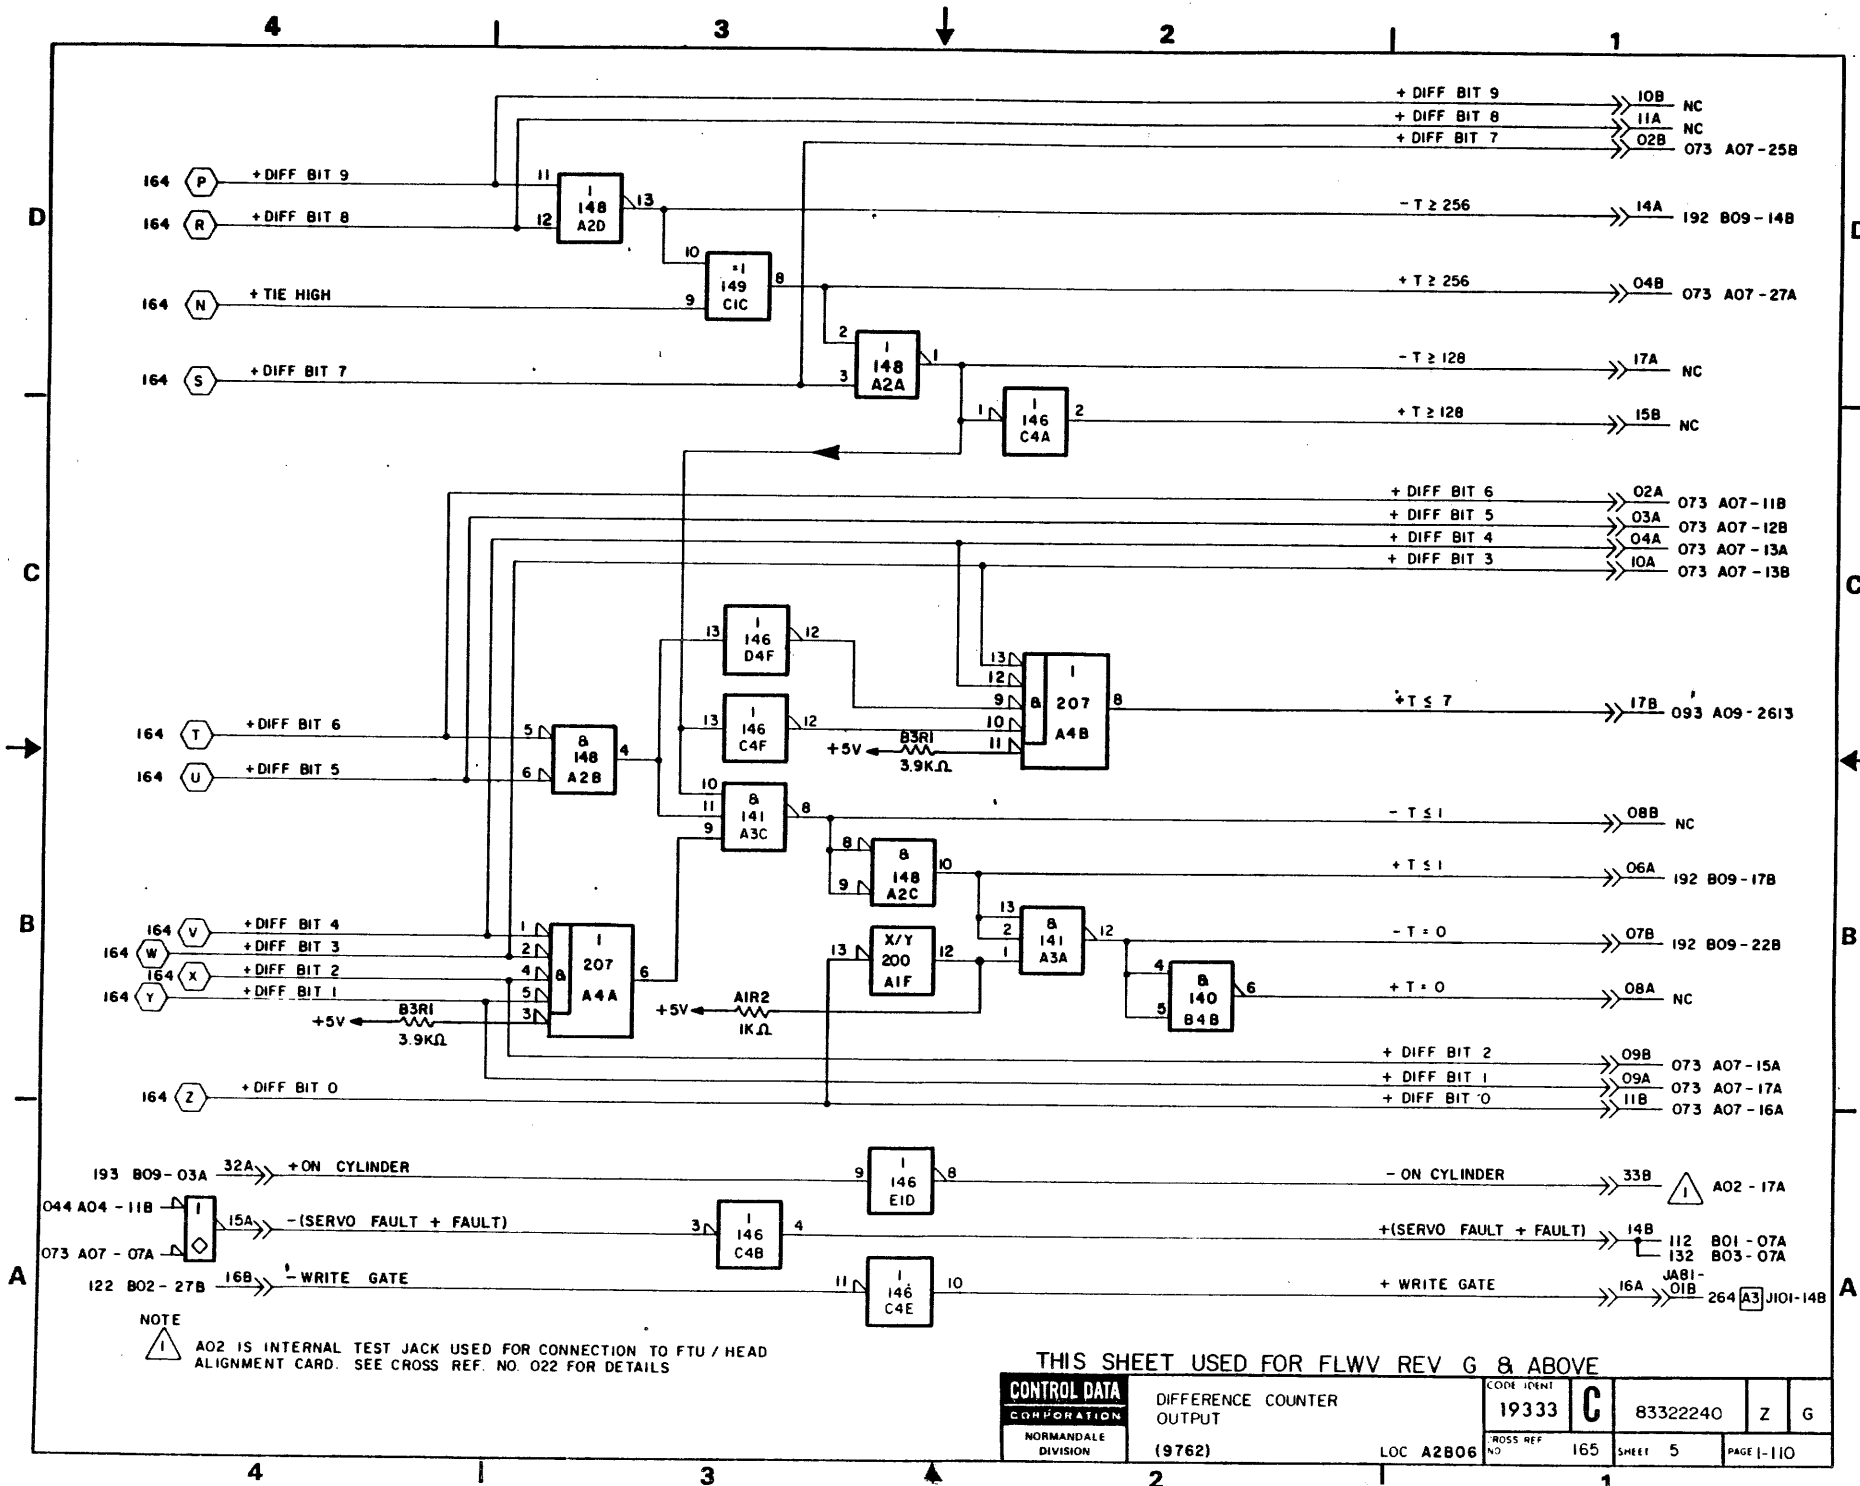 4 3 2 1
+ DIFF BIT 9 10B NC
+ DIFF BIT 8 11A NC
+ DIFF BIT 7 02B 073 A07-25B
164 P + DIFF BIT 9 11
1 148 A2D 13
164 R + DIFF BIT 8 12
- T ≥ 256 14A 192 B09-14B
D D
10 =1 149 C1C 8
164 N + TIE HIGH 9
+ T ≥ 256 04B 073 A07-27A
2 1 148 A2A 1
- T ≥ 128 17A NC
164 S + DIFF BIT 7 3
1 1 146 C4A 2
+ T ≥ 128 15B NC
+ DIFF BIT 6 02A 073 A07-11B
+ DIFF BIT 5 03A 073 A07-12B
+ DIFF BIT 4 04A 073 A07-13A
+ DIFF BIT 3 10A 073 A07-13B
C C
13 1 146 D4F 12
13 12 9 10 11 & 1 207 A4B 8
+T ≤ 7 17B 093 A09-2613
13 1 146 C4F 12
+5V B3R1 3.9KΩ
164 T + DIFF BIT 6 5
& 148 A2B 4
164 U + DIFF BIT 5 6
10 11 9 & 141 A3C 8
- T ≤ 1 08B NC
8 9 & 148 A2C 10
+ T ≤ 1 06A 192 B09-17B
B B
164 V + DIFF BIT 4 1
164 W + DIFF BIT 3 2
164 X + DIFF BIT 2 4
164 Y + DIFF BIT 1 5
3 & 1 207 A4A 6
+5V B3R1 3.9KΩ
13 X/Y 200 A1F 12
+5V A1R2 1KΩ
13 2 1 & 141 A3A 12
- T = 0 07B 192 B09-22B
4 5 & 140 B4B 6
+ T = 0 08A NC
+ DIFF BIT 2 09B 073 A07-15A
+ DIFF BIT 1 09A 073 A07-17A
164 Z + DIFF BIT 0
+ DIFF BIT 0 11B 073 A07-16A
193 B09-03A 32A + ON CYLINDER 9 1 146 E1D 8 - ON CYLINDER 33B 1 A02-17A
044 A04-11B 1
15A -(SERVO FAULT + FAULT) 3 1 146 C4B 4 +(SERVO FAULT + FAULT) 14B 112 B01-07A
073 A07-07A
132 B03-07A
A A
122 B02-27B 16B - WRITE GATE 11 1 146 C4E 10 + WRITE GATE 16A JA81-01B 264 A3 J101-14B
NOTE
1 A02 IS INTERNAL TEST JACK USED FOR CONNECTION TO FTU / HEAD
ALIGNMENT CARD. SEE CROSS REF. NO. 022 FOR DETAILS
THIS SHEET USED FOR FLWV REV G & ABOVE
CONTROL DATA
CORPORATION
NORMANDALE
DIVISION
DIFFERENCE COUNTER
OUTPUT
(9762) LOC A2B06
CODE IDENT
19333 C 83322240 Z G
CROSS REF
NO 165 SHEET 5 PAGE 1-110
4 3 2 1